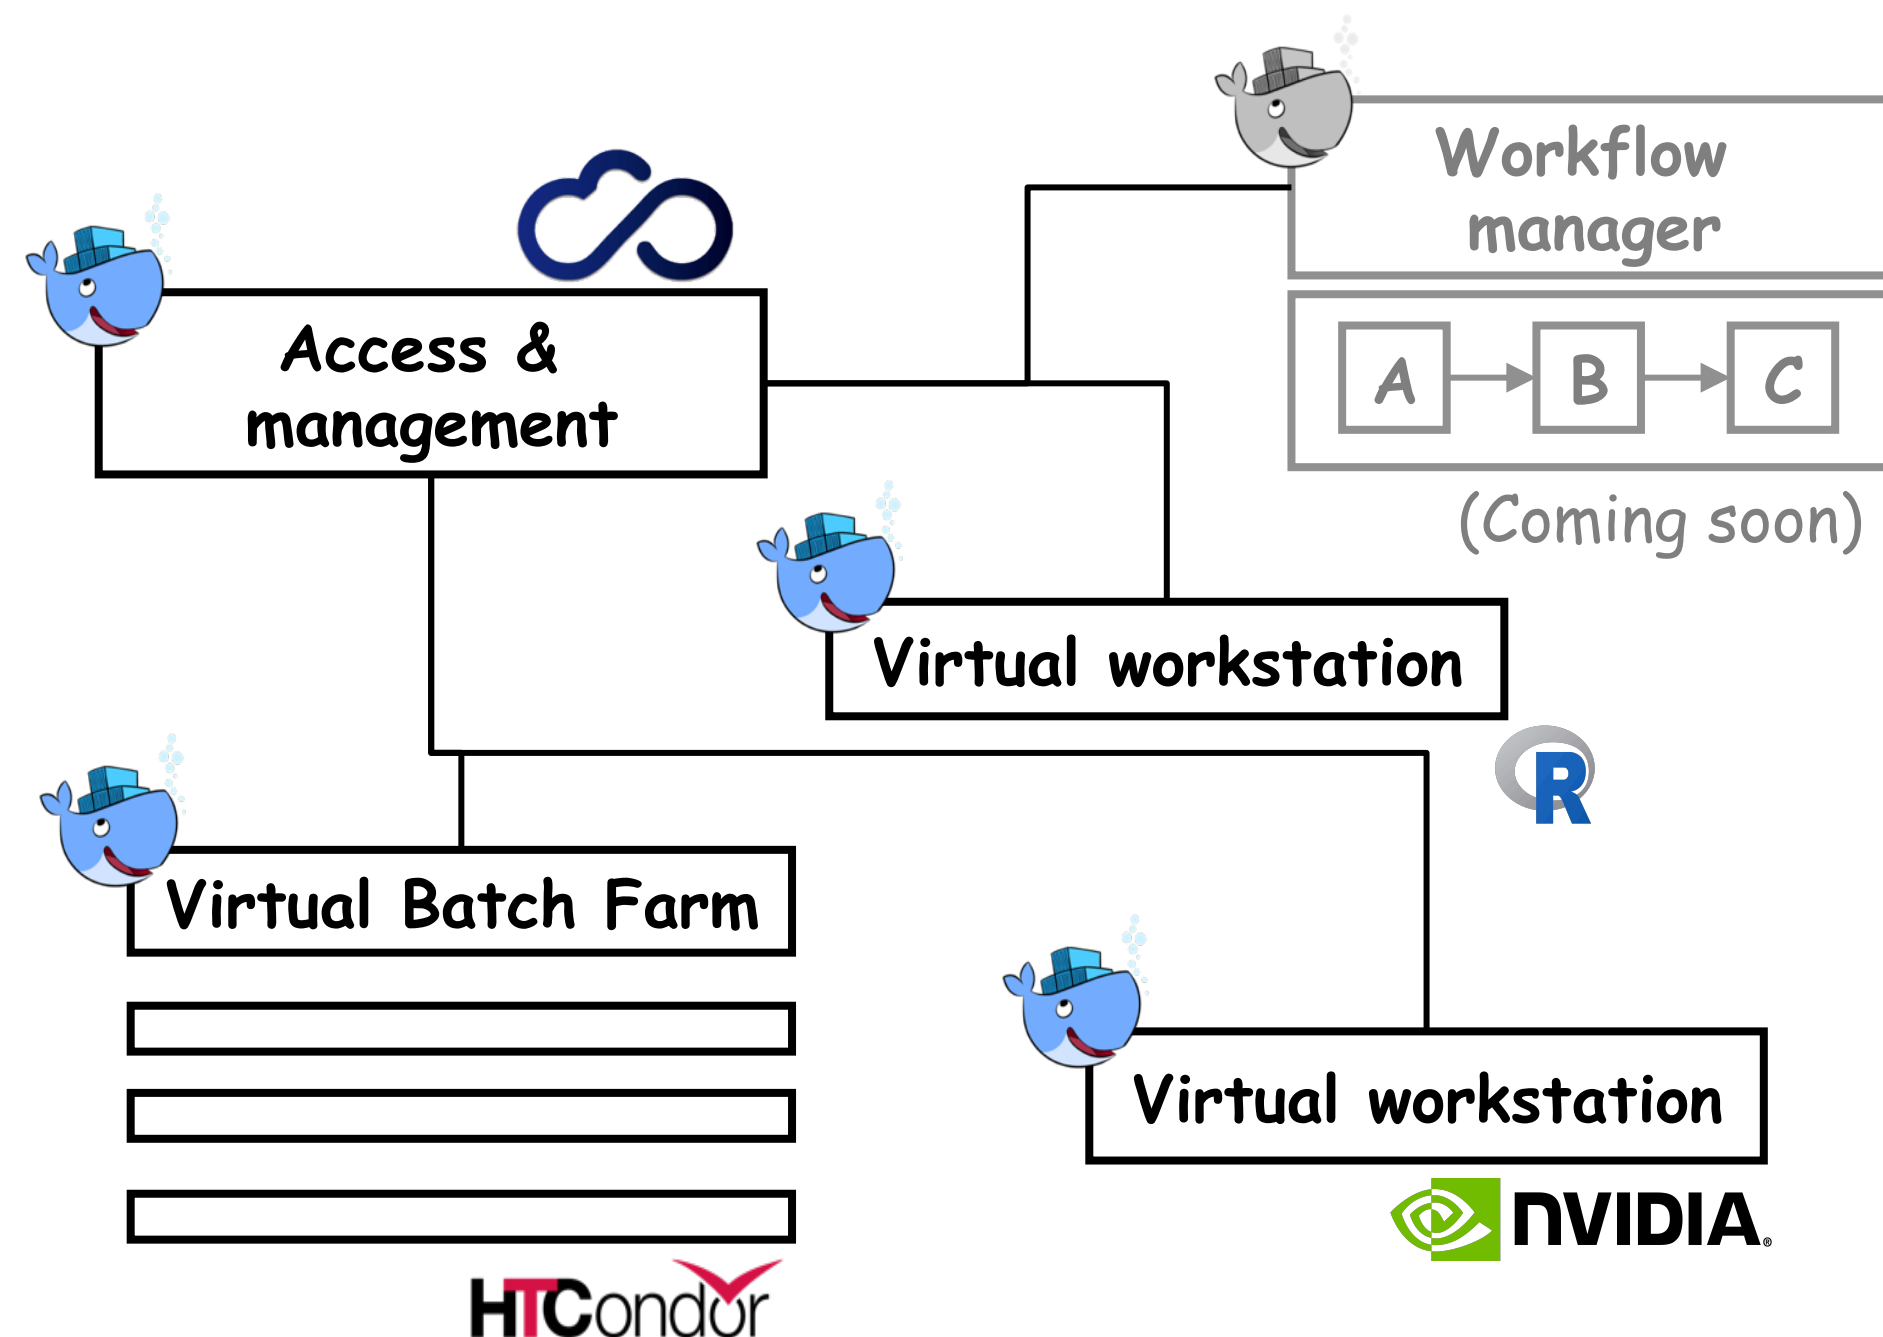 Workflow
manager
Access &
management
A
B
C
(Coming soon)
Virtual workstation
R
Virtual Batch Farm
Virtual workstation
NVIDIA®
HTCondor